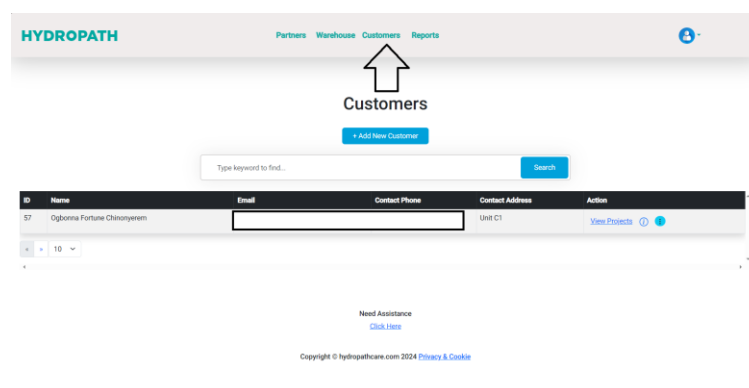 HYDROPATH
Partners Warehouse Customers Reports
Customers
+ Add New Customer
Type keyword to find...
Search
ID Name Email Contact Phone Contact Address Action
57 Ogbonna Fortune Chinonyerem Unit C1 View Projects
« » 10
Need Assistance
Click Here
Copyright © hydropathcare.com 2024 Privacy & Cookie